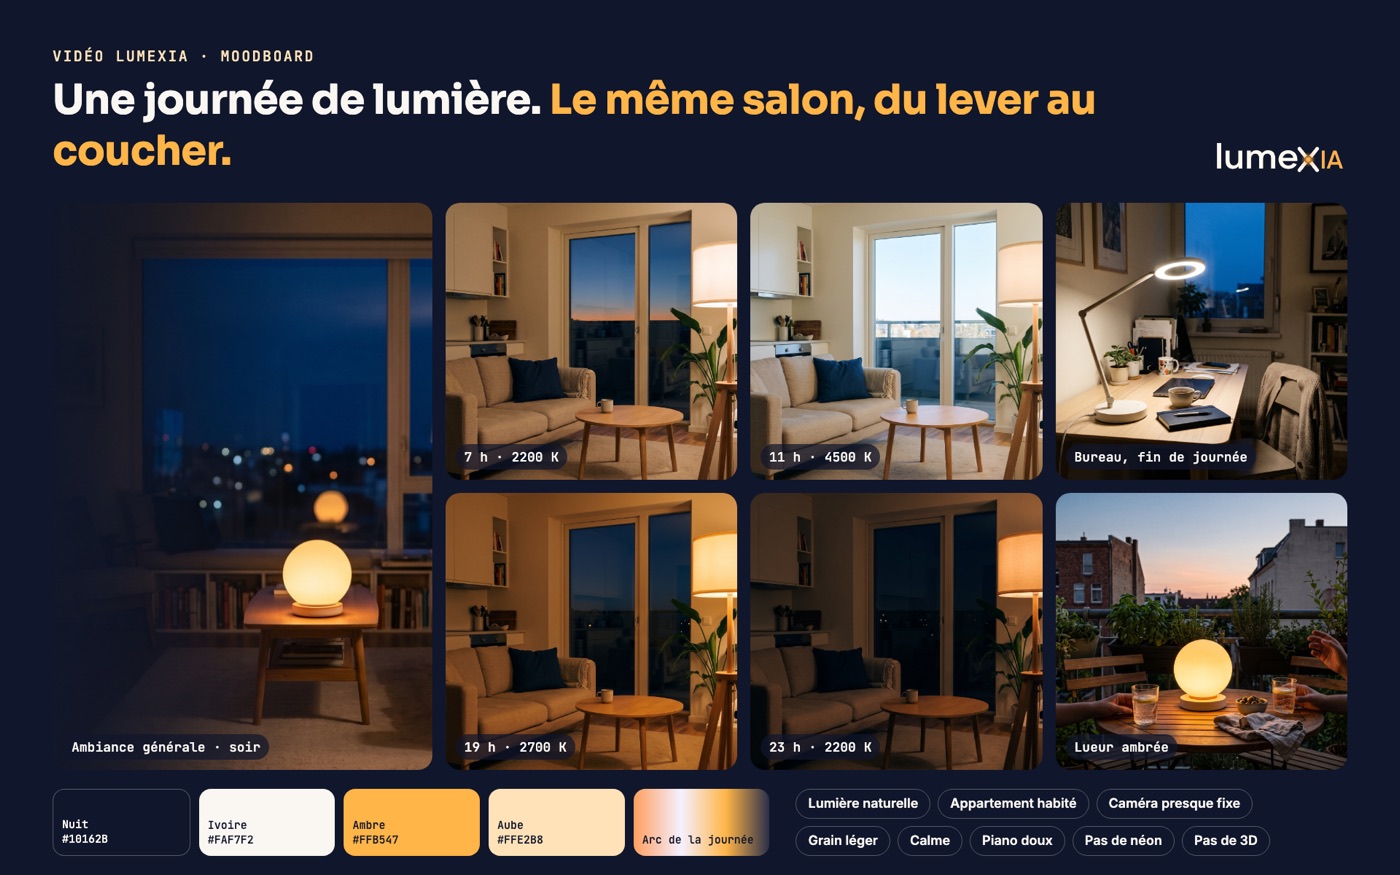 VIDÉO LUMEXIA · MOODBOARD
Une journée de lumière. Le même salon, du lever au
coucher.
lumexIA
7 h · 2200 K
11 h · 4500 K
Bureau, fin de journée
Ambiance générale · soir
19 h · 2700 K
23 h · 2200 K
Lueur ambrée
Nuit
#10162B
Ivoire
#FAF7F2
Ambre
#FFB547
Aube
#FFE2B8
Arc de la journée
Lumière naturelle
Appartement habité
Caméra presque fixe
Grain léger
Calme
Piano doux
Pas de néon
Pas de 3D